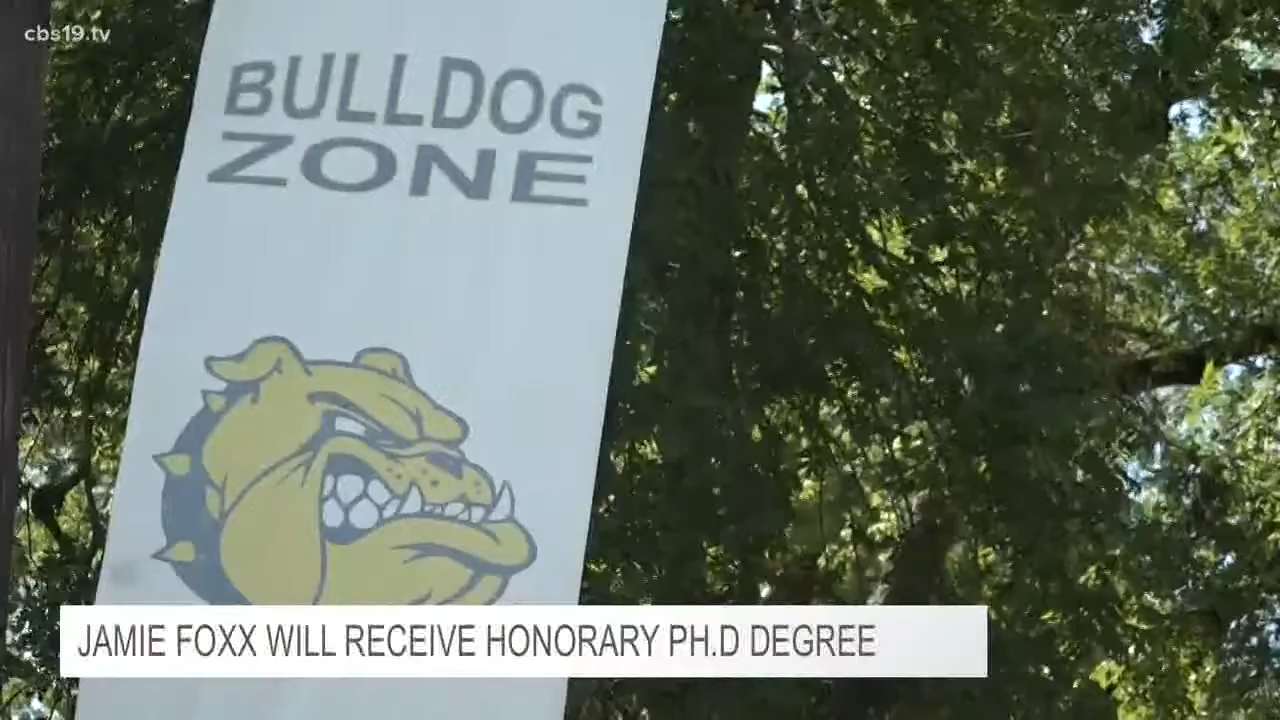 cbs19.tv
BULLDOG
ZONE
JAMIE FOXX WILL RECEIVE HONORARY PH.D DEGREE